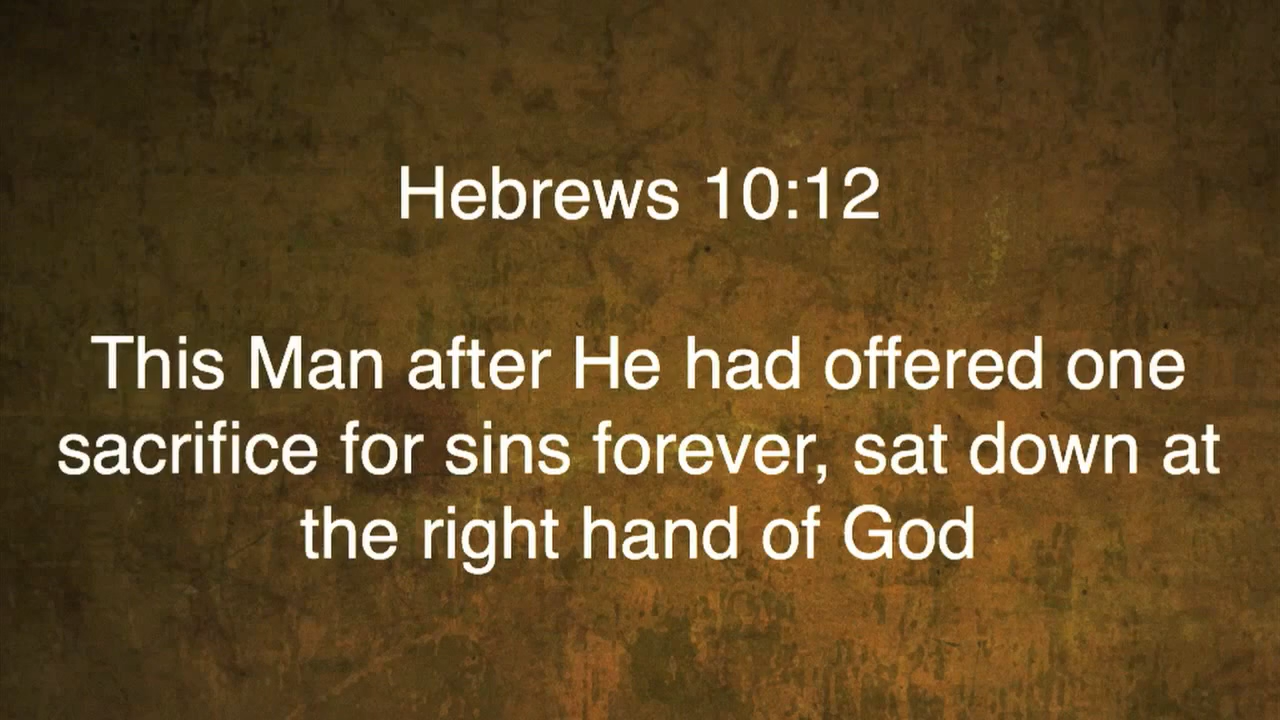 Hebrews 10:12
This Man after He had offered one
sacrifice for sins forever, sat down at
the right hand of God